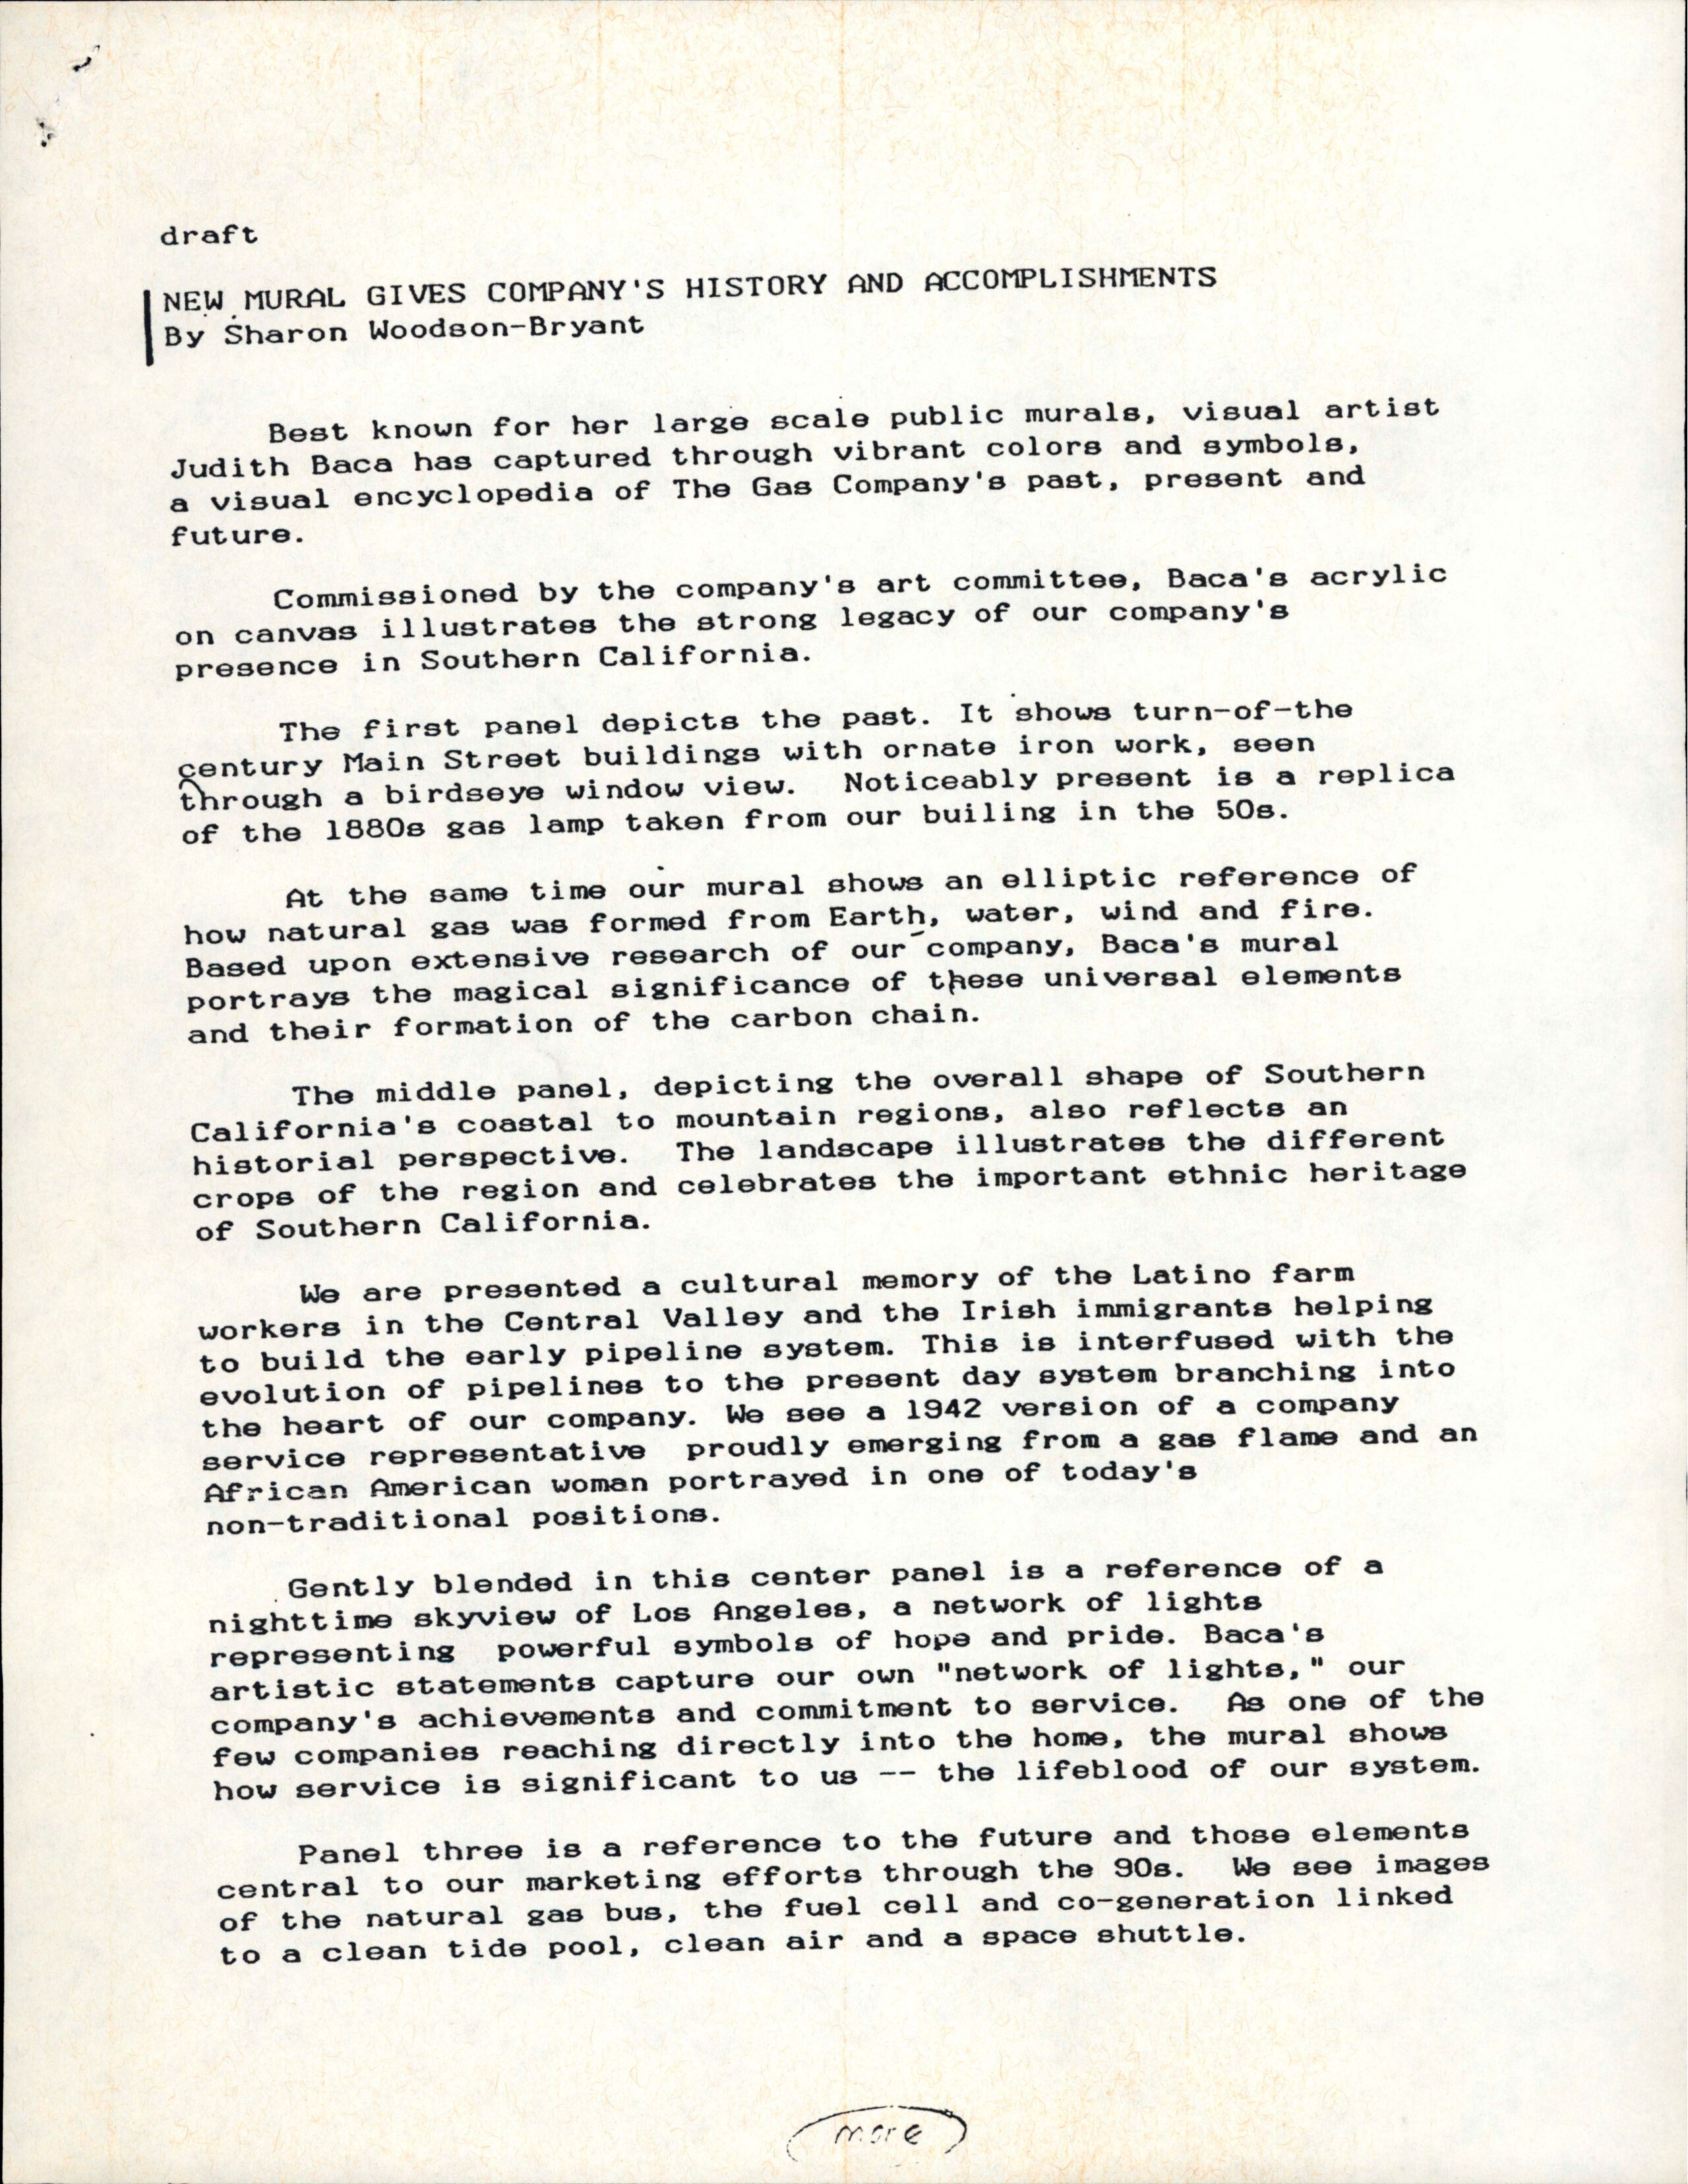 draft
NEW MURAL GIVES COMPANY'S HISTORY AND ACCOMPLISHMENTS
By Sharon Woodson-Bryant
Best known for her large scale public murals, visual artist
Judith Baca has captured through vibrant colors and symbols,
a visual encyclopedia of The Gas Company's past, present and
future.
Commissioned by the company's art committee, Baca's acrylic
on canvas illustrates the strong legacy of our company's
presence in Southern California.
The first panel depicts the past. It shows turn-of-the
century Main Street buildings with ornate iron work, seen
through a birdseye window view.  Noticeably present is a replica
of the 1880s gas lamp taken from our builing in the 50s.
At the same time our mural shows an elliptic reference of
how natural gas was formed from Earth, water, wind and fire.
Based upon extensive research of our company, Baca's mural
portrays the magical significance of these universal elements
and their formation of the carbon chain.
The middle panel, depicting the overall shape of Southern
California's coastal to mountain regions, also reflects an
historial perspective.  The landscape illustrates the different
crops of the region and celebrates the important ethnic heritage
of Southern California.
We are presented a cultural memory of the Latino farm
workers in the Central Valley and the Irish immigrants helping
to build the early pipeline system. This is interfused with the
evolution of pipelines to the present day system branching into
the heart of our company. We see a 1942 version of a company
service representative  proudly emerging from a gas flame and an
African American woman portrayed in one of today's
non-traditional positions.
Gently blended in this center panel is a reference of a
nighttime skyview of Los Angeles, a network of lights
representing  powerful symbols of hope and pride. Baca's
artistic statements capture our own "network of lights," our
company's achievements and commitment to service.  As one of the
few companies reaching directly into the home, the mural shows
how service is significant to us -- the lifeblood of our system.
Panel three is a reference to the future and those elements
central to our marketing efforts through the 90s.  We see images
of the natural gas bus, the fuel cell and co-generation linked
to a clean tide pool, clean air and a space shuttle.
more